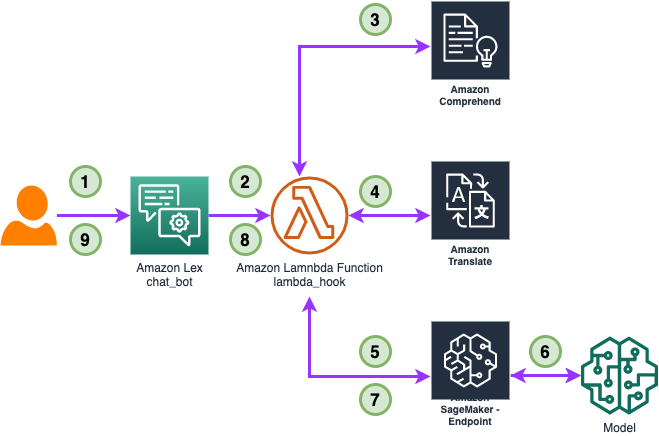 3
Amazon
Comprehend
1
2
4
A
文
9
8
Amazon
Translate
Amazon Lex
chat_bot
Amazon Lamnbda Function
lambda_hook
5
6
7
Amazon
SageMaker -
Endpoint
Model